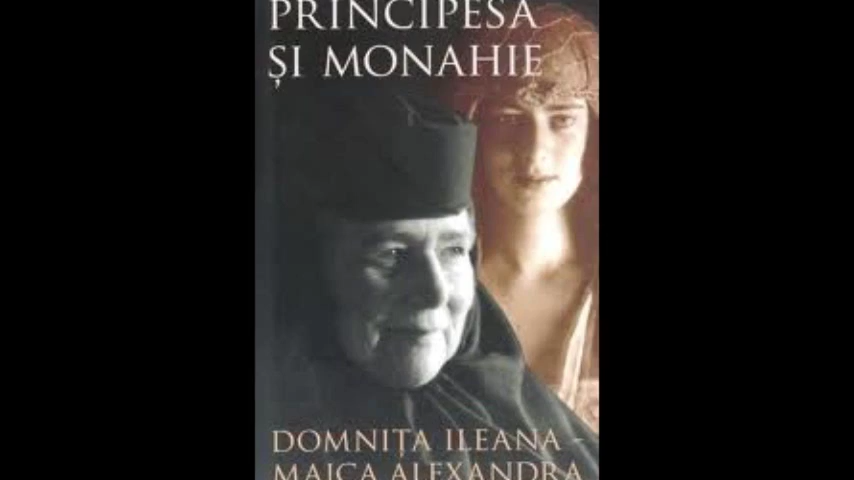 PRINCIPESĂ
ȘI MONAHIE
DOMNIȚA ILEANA -
MAICA ALEXANDRA